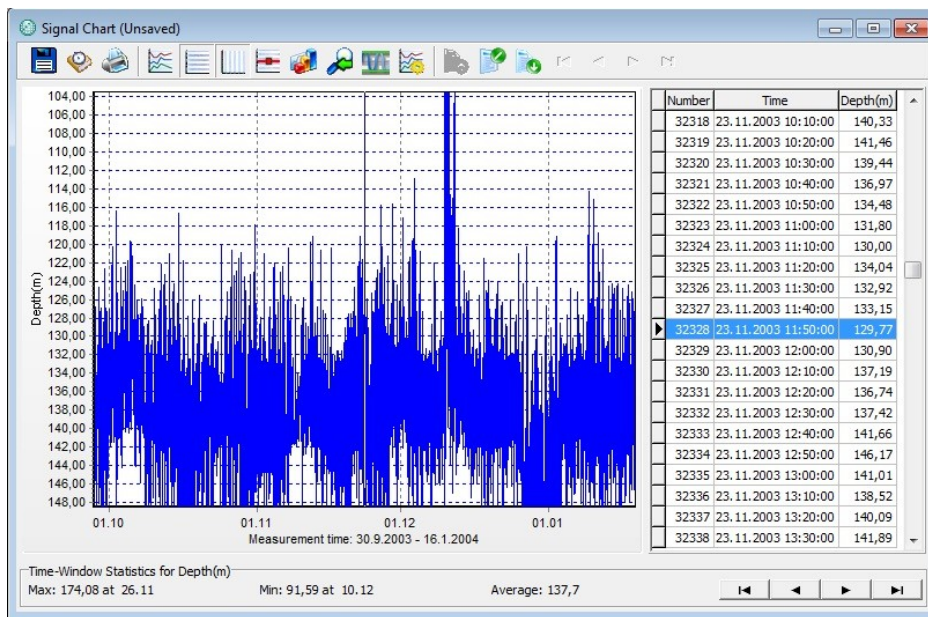 Signal Chart (Unsaved)
104,00
106,00
108,00
110,00
112,00
114,00
116,00
118,00
120,00
122,00
124,00
126,00
128,00
130,00
132,00
134,00
136,00
138,00
140,00
142,00
144,00
146,00
148,00
Depth(m)
01.10 01.11 01.12 01.01
Measurement time: 30.9.2003 - 16.1.2004
Number Time Depth(m)
32318 23.11.2003 10:10:00 140,33
32319 23.11.2003 10:20:00 141,46
32320 23.11.2003 10:30:00 139,44
32321 23.11.2003 10:40:00 136,97
32322 23.11.2003 10:50:00 134,48
32323 23.11.2003 11:00:00 131,80
32324 23.11.2003 11:10:00 130,00
32325 23.11.2003 11:20:00 134,04
32326 23.11.2003 11:30:00 132,92
32327 23.11.2003 11:40:00 133,15
32328 23.11.2003 11:50:00 129,77
32329 23.11.2003 12:00:00 130,90
32330 23.11.2003 12:10:00 137,19
32331 23.11.2003 12:20:00 136,74
32332 23.11.2003 12:30:00 137,42
32333 23.11.2003 12:40:00 141,66
32334 23.11.2003 12:50:00 146,17
32335 23.11.2003 13:00:00 141,01
32336 23.11.2003 13:10:00 138,52
32337 23.11.2003 13:20:00 140,09
32338 23.11.2003 13:30:00 141,89
Time-Window Statistics for Depth(m)
Max: 174,08 at 26.11 Min: 91,59 at 10.12 Average: 137,7